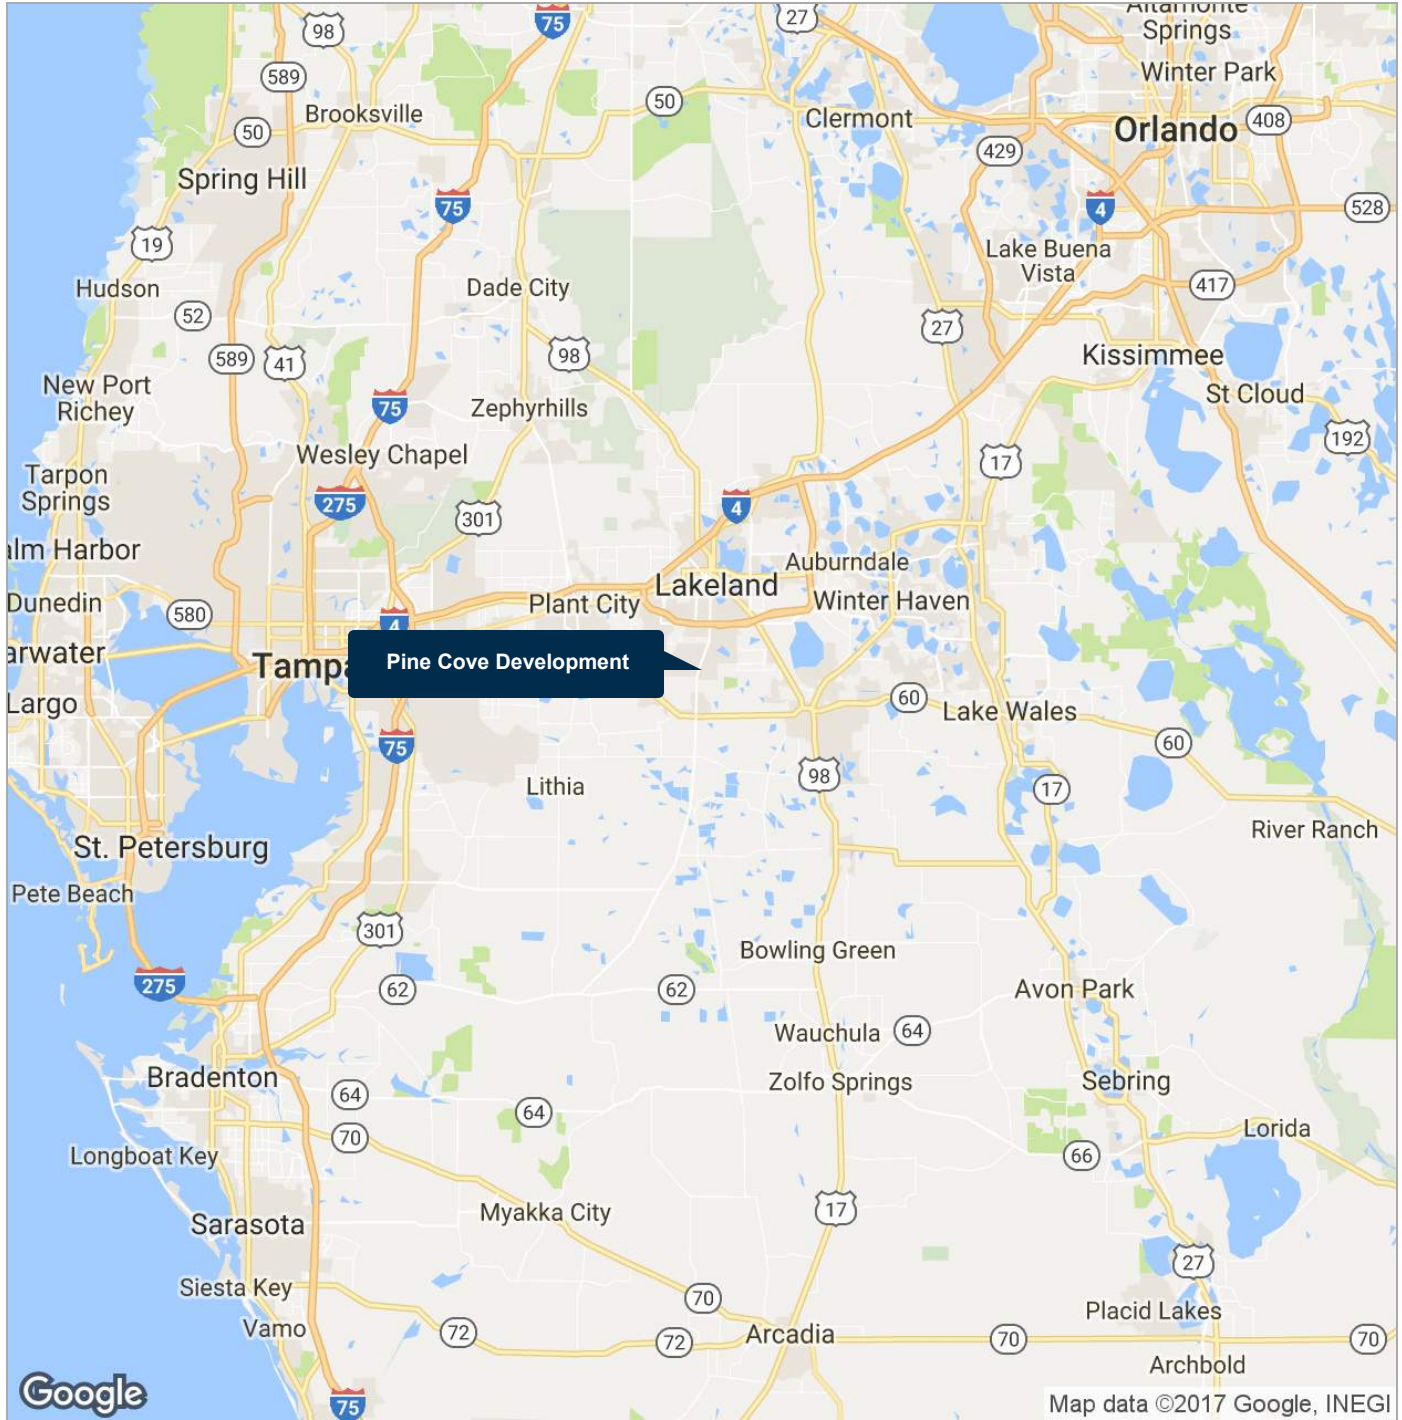 Altamonte
Springs
98
75
27
589
Winter Park
50
Brooksville
50
Clermont
Orlando
408
429
Spring Hill
75
4
528
19
Lake Buena
Vista
Hudson
Dade City
417
52
27
589
41
98
Kissimmee
New Port
Richey
75
Zephyrhills
St Cloud
192
Wesley Chapel
17
Tarpon
Springs
275
301
4
alm Harbor
Auburndale
Lakeland
Dunedin
580
Plant City
Winter Haven
4
arwater
Tampa
Pine Cove Development
Largo
60
Lake Wales
75
60
98
Lithia
17
River Ranch
St. Petersburg
Pete Beach
301
Bowling Green
275
62
62
Avon Park
Wauchula
64
Bradenton
Zolfo Springs
Sebring
64
64
70
Lorida
Longboat Key
66
Myakka City
17
Sarasota
27
Siesta Key
70
Placid Lakes
Vamo
72
72
Arcadia
70
70
Archbold
Google
75
Map data ©2017 Google, INEGI